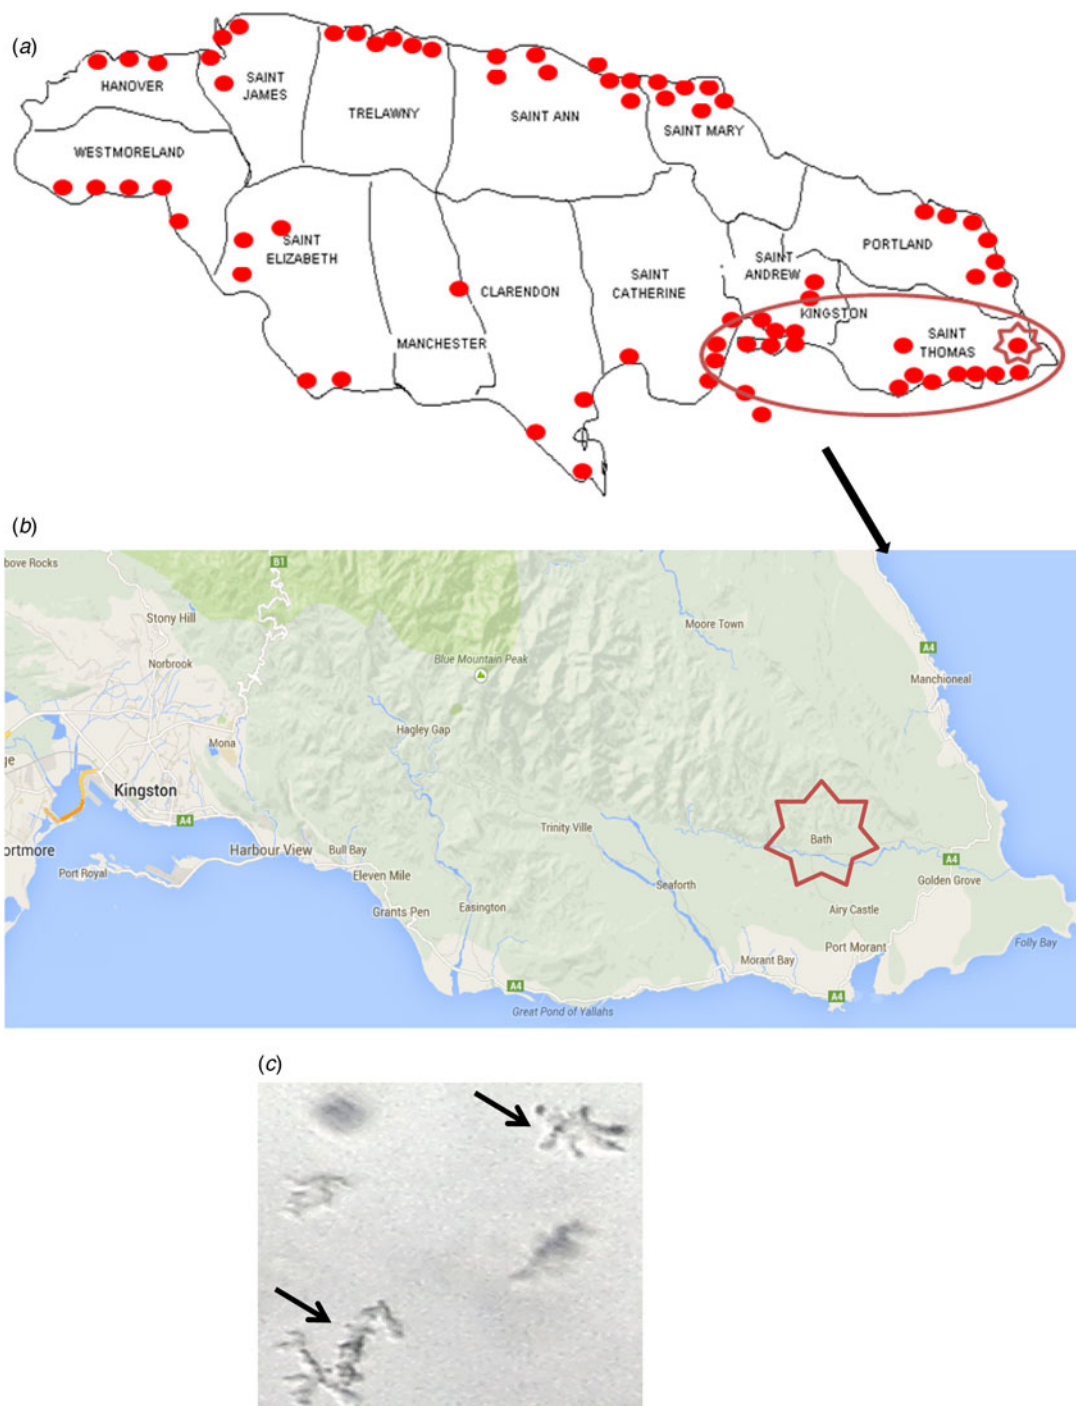 (a)
HANOVER
SAINT
JAMES
TRELAWNY
SAINT ANN
SAINT MARY
WESTMORELAND
SAINT
ELIZABETH
MANCHESTER
CLARENDON
SAINT
CATHERINE
SAINT
ANDREW
KINGSTON
PORTLAND
SAINT
THOMAS
(b)
bove Rocks
B1
Stony Hill
Norbrook
Moore Town
Blue Mountain Peak
A4
Manchioneal
Hagley Gap
Mona
ge
Kingston
A4
Trinity Ville
Bath
ortmore
Harbour View
Bull Bay
A4
Port Royal
Eleven Mile
Seaforth
Golden Grove
Grants Pen
Easington
Airy Castle
Port Morant
Folly Bay
Morant Bay
A4
A4
Great Pond of Yallahs
(c)